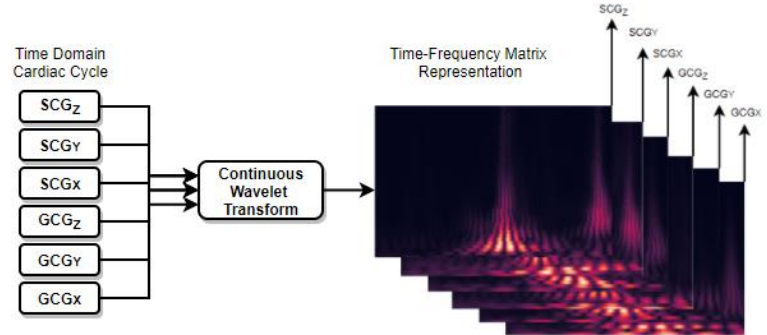 Time Domain
Cardiac Cycle
SCGZ
SCGY
SCGX
GCGZ
GCGY
GCGX
Continuous
Wavelet
Transform
Time-Frequency Matrix
Representation
SCGZ
SCGY
SCGX
GCGZ
GCGY
GCGX